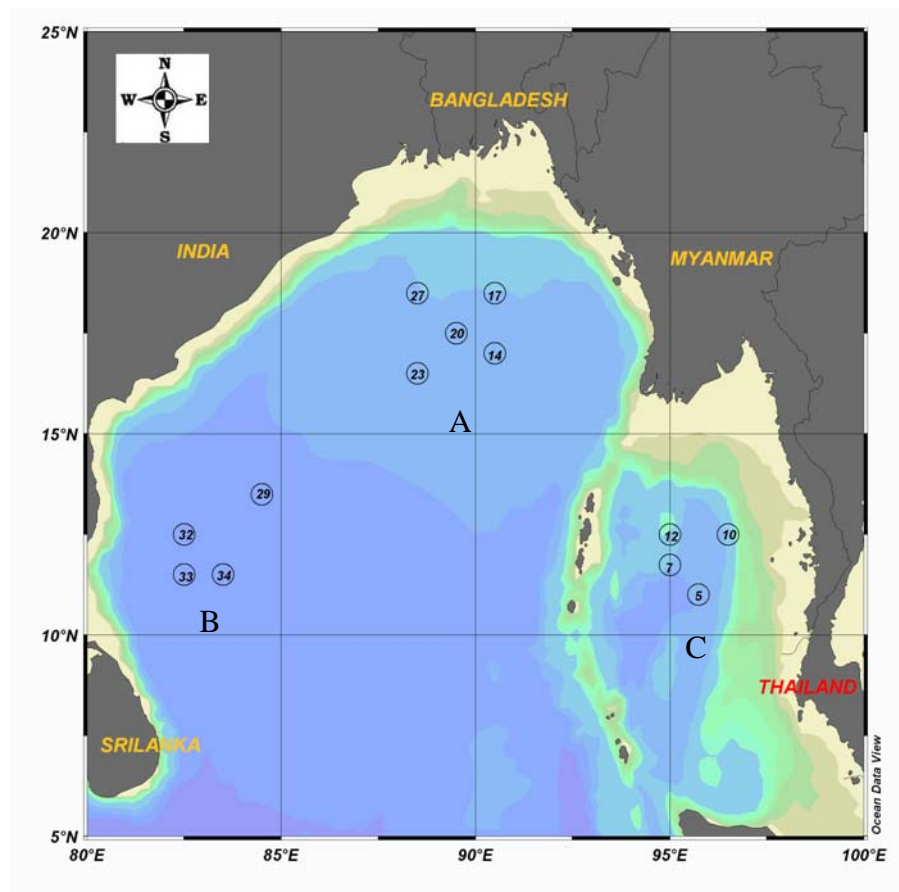 25°N
N
W E
S
BANGLADESH
20°N
INDIA
MYANMAR
27
17
20
14
23
A
15°N
29
32
12
10
7
33
34
5
B
10°N
C
THAILAND
SRILANKA
Ocean Data View
5°N
80°E
85°E
90°E
95°E
100°E